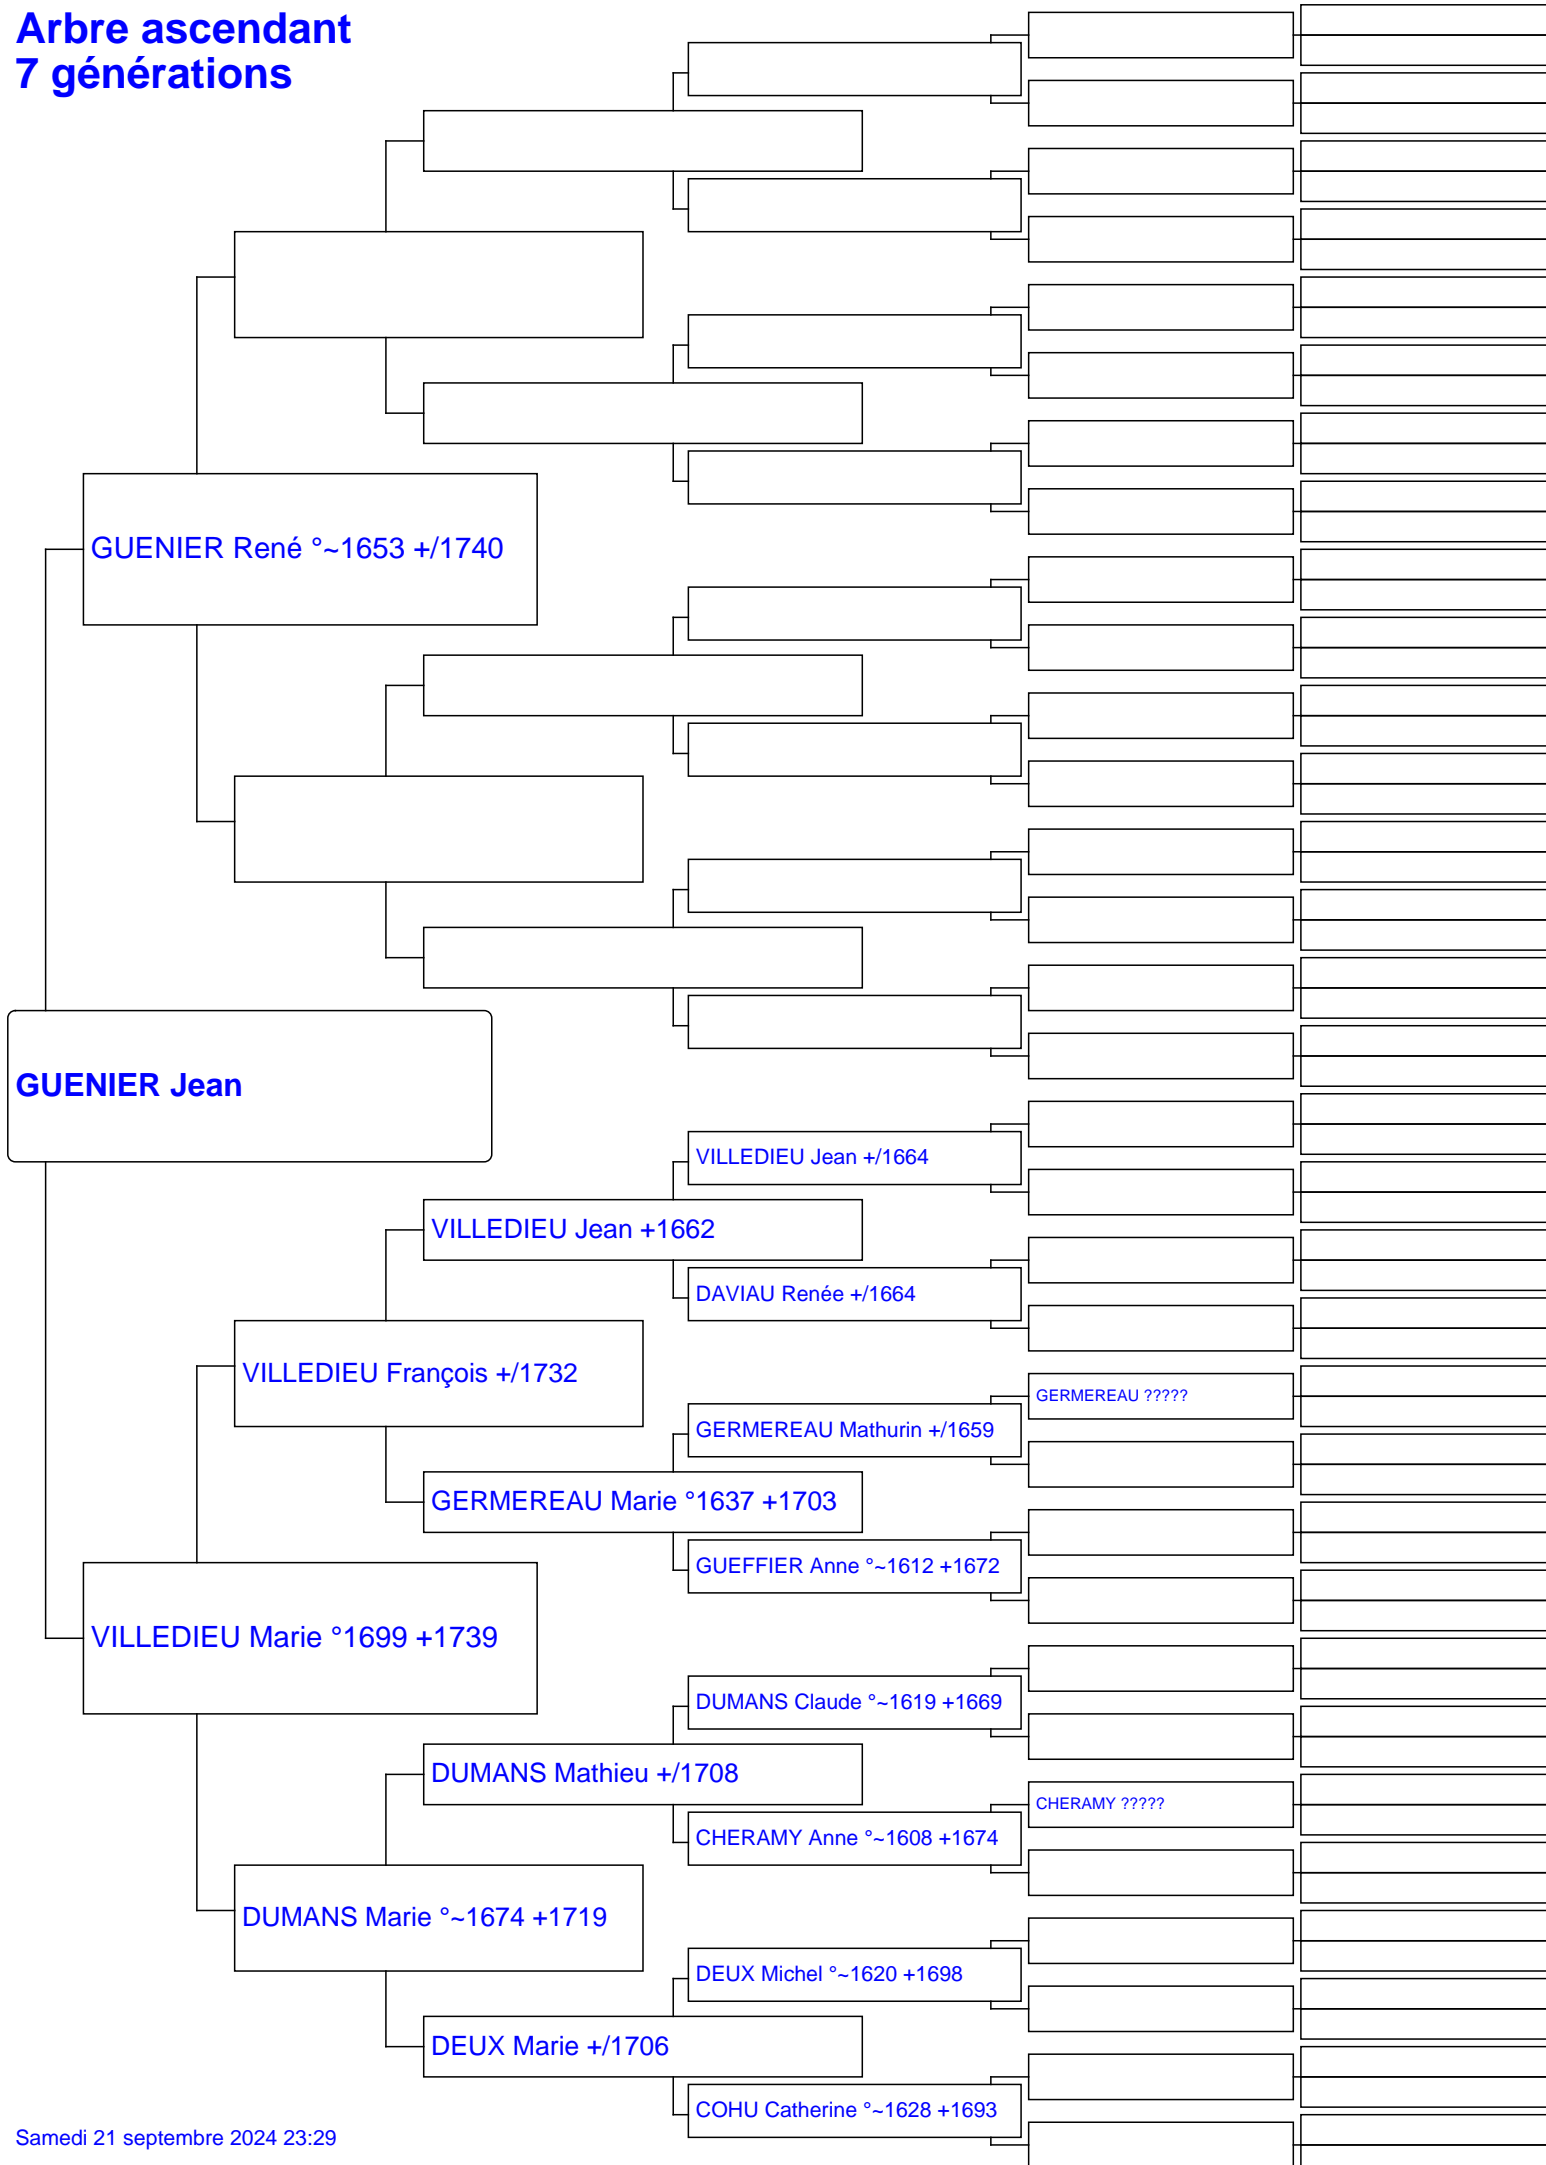 Arbre ascendant
7 générations
GUENIER René °~1653 +/1740
GUENIER Jean
VILLEDIEU Jean +/1664
VILLEDIEU Jean +1662
DAVIAU Renée +/1664
VILLEDIEU François +/1732
GERMEREAU ?????
GERMEREAU Mathurin +/1659
GERMEREAU Marie °1637 +1703
GUEFFIER Anne °~1612 +1672
VILLEDIEU Marie °1699 +1739
DUMANS Claude °~1619 +1669
DUMANS Mathieu +/1708
CHERAMY ?????
CHERAMY Anne °~1608 +1674
DUMANS Marie °~1674 +1719
DEUX Michel °~1620 +1698
DEUX Marie +/1706
COHU Catherine °~1628 +1693
Samedi 21 septembre 2024 23:29